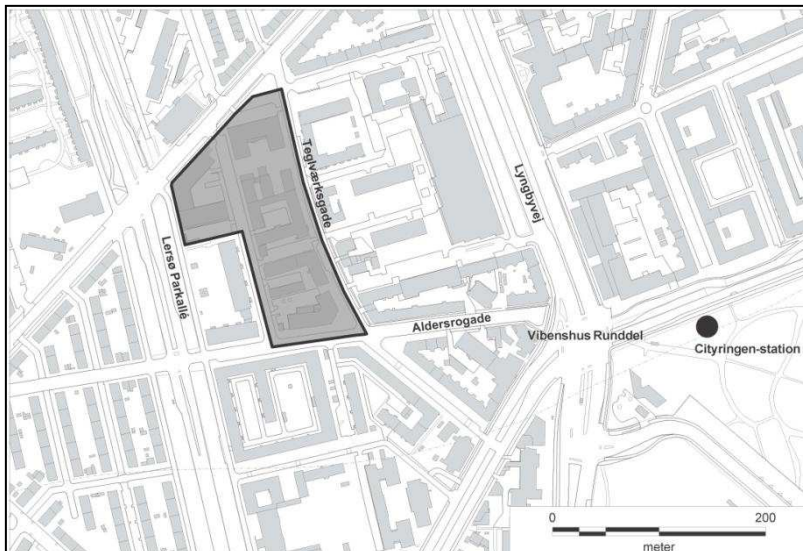 Teglværksgade
Lyngbyvej
Lersø Parkallé
Aldersrogade
Vibenshus Runddel
Cityringen-station
0 200
meter